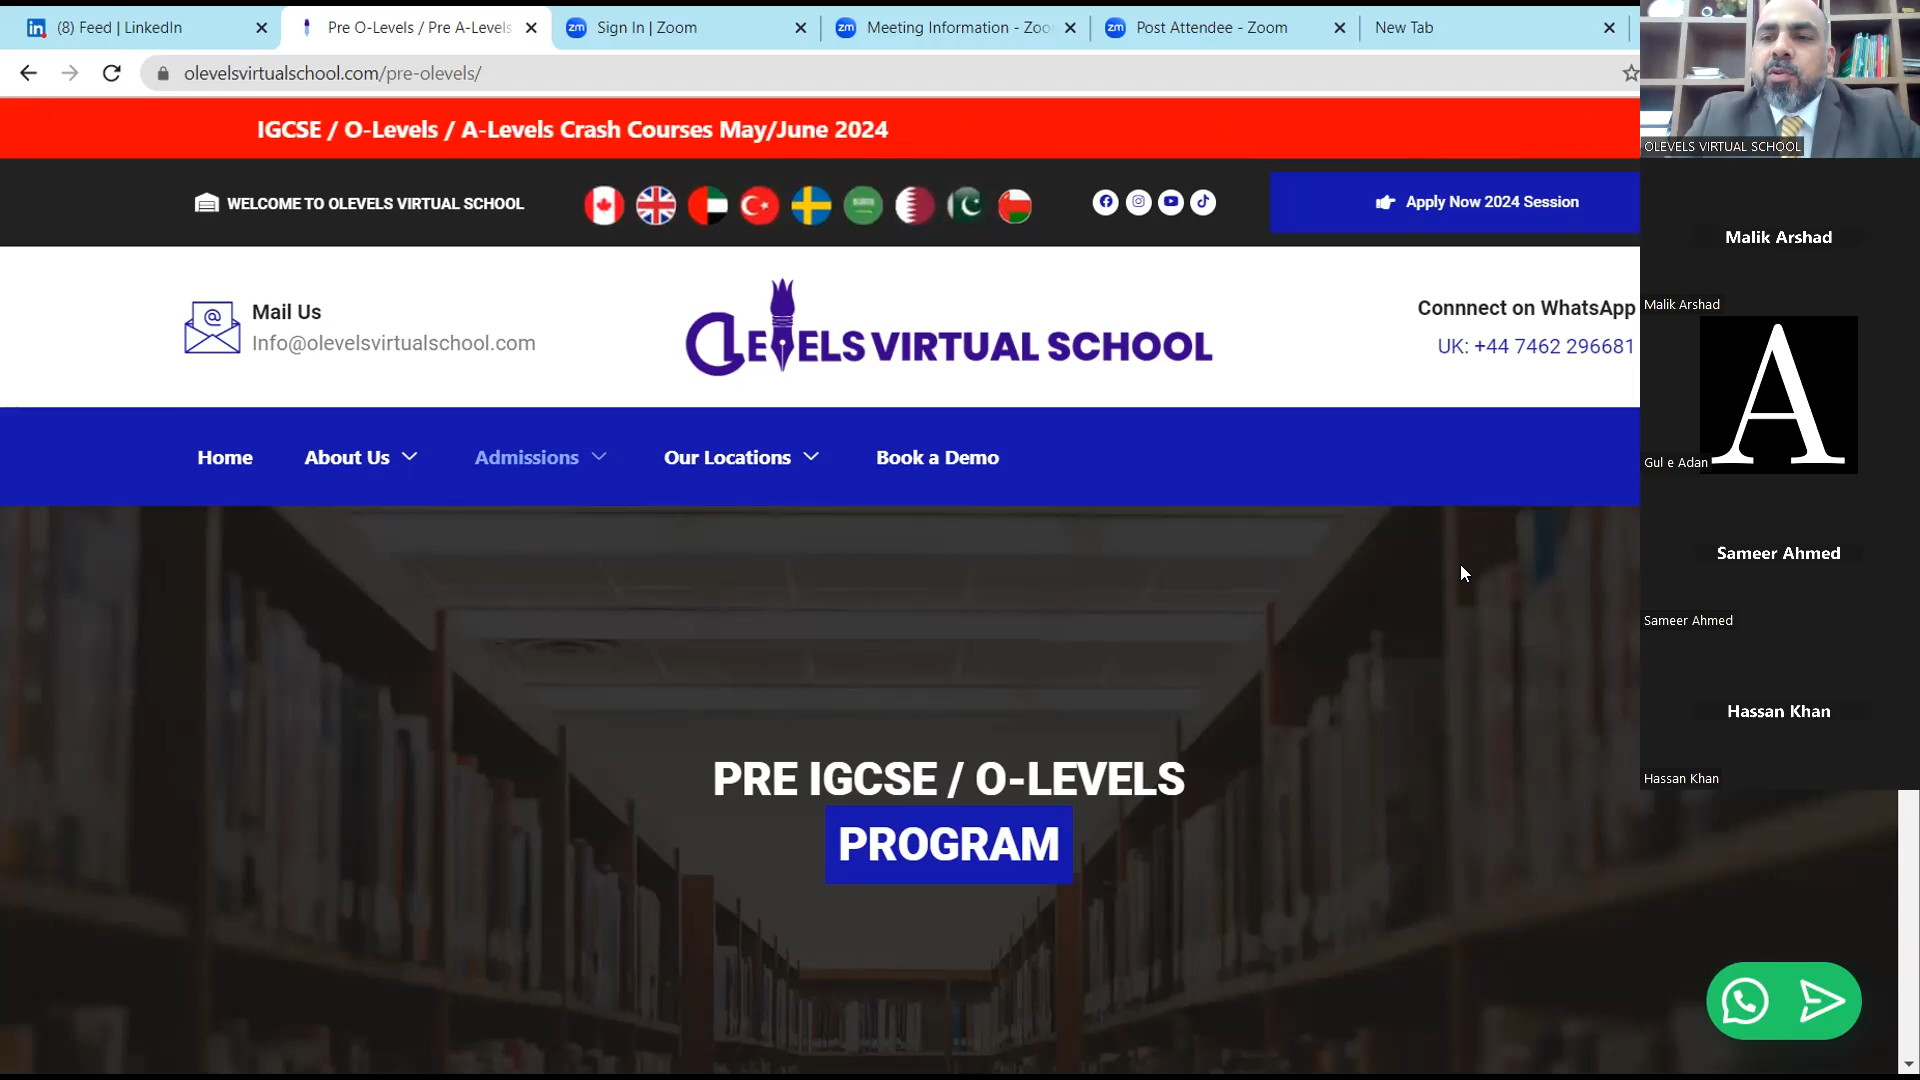 (8) Feed | LinkedIn
Pre O-Levels / Pre A-Levels
Sign In | Zoom
Meeting Information - Zoo
Post Attendee - Zoom
New Tab
olevelsvirtualschool.com/pre-olevels/
IGCSE / O-Levels / A-Levels Crash Courses May/June 2024
WELCOME TO OLEVELS VIRTUAL SCHOOL
Apply Now 2024 Session
Mail Us
Info@olevelsvirtualschool.com
OLEVELS VIRTUAL SCHOOL
Connnect on WhatsApp
UK: +44 7462 296681
Home
About Us
Admissions
Our Locations
Book a Demo
PRE IGCSE / O-LEVELS
PROGRAM
OLEVELS VIRTUAL SCHOOL
Malik Arshad
Malik Arshad
A
Gul e Adan
Sameer Ahmed
Sameer Ahmed
Hassan Khan
Hassan Khan